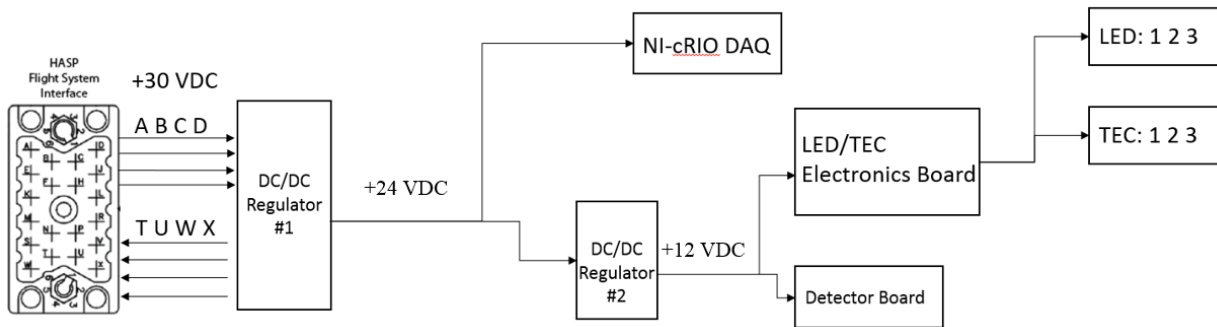 HASP
Flight System
Interface
+30 VDC
A B C D
T U W X
DC/DC
Regulator
#1
+24 VDC
NI-cRIO DAQ
DC/DC
Regulator
#2
+12 VDC
LED/TEC
Electronics Board
Detector Board
LED: 1 2 3
TEC: 1 2 3